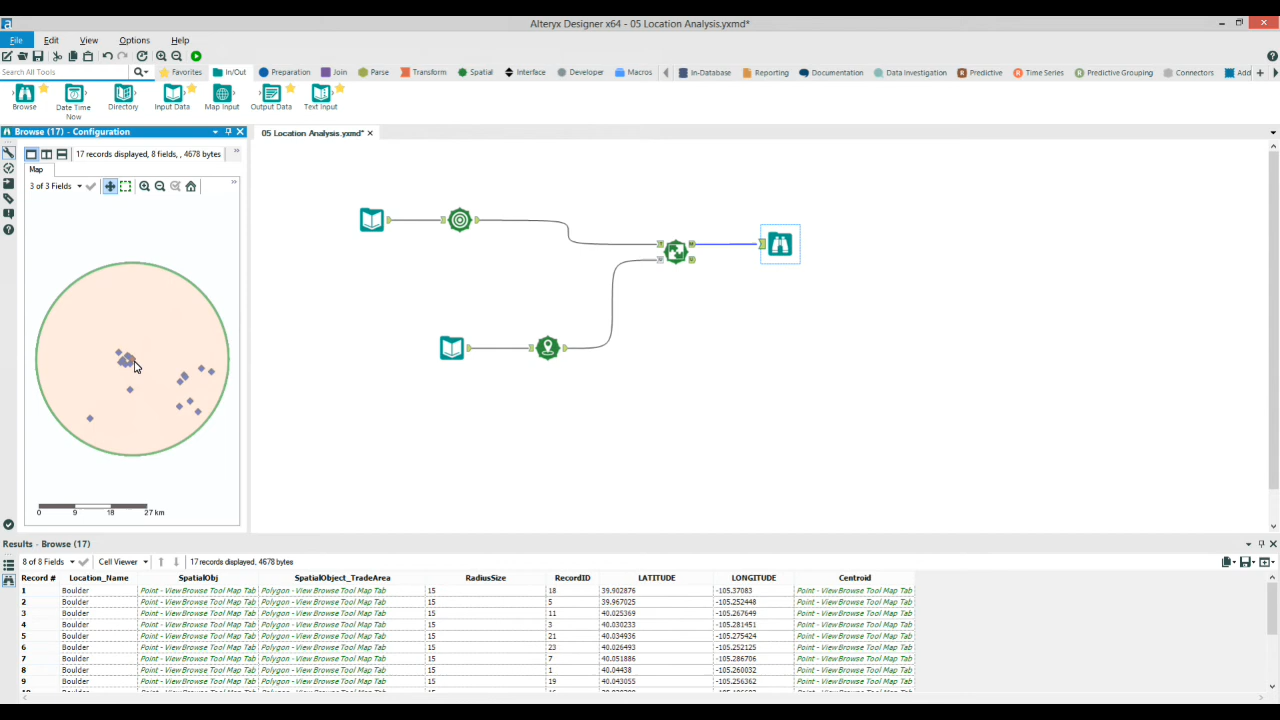 Alteryx Designer x64 - 05 Location Analysis.yxmd*
File Edit View Options Help
Search All Tools Favorites In/Out Preparation Join Parse Transform Spatial Interface Developer Macros In-Database Reporting Documentation Data Investigation Predictive Time Series Predictive Grouping Connectors Add
Browse Date Time Now Directory Input Data Map Input Output Data Text Input
Browse (17) - Configuration
05 Location Analysis.yxmd*
17 records displayed, 8 fields, , 4678 bytes
Map
3 of 3 Fields
0 9 18 27 km
Results - Browse (17)
8 of 8 Fields Cell Viewer 17 records displayed, 4678 bytes
Record # Location_Name SpatialObj SpatialObject_TradeArea RadiusSize RecordID LATITUDE LONGITUDE Centroid
1 Boulder Point - View Browse Tool Map Tab Polygon - View Browse Tool Map Tab 15 18 39.902876 -105.37083 Point - View Browse Tool Map Tab
2 Boulder Point - View Browse Tool Map Tab Polygon - View Browse Tool Map Tab 15 5 39.967025 -105.252448 Point - View Browse Tool Map Tab
3 Boulder Point - View Browse Tool Map Tab Polygon - View Browse Tool Map Tab 15 11 40.025369 -105.267649 Point - View Browse Tool Map Tab
4 Boulder Point - View Browse Tool Map Tab Polygon - View Browse Tool Map Tab 15 3 40.030233 -105.281451 Point - View Browse Tool Map Tab
5 Boulder Point - View Browse Tool Map Tab Polygon - View Browse Tool Map Tab 15 21 40.034936 -105.275424 Point - View Browse Tool Map Tab
6 Boulder Point - View Browse Tool Map Tab Polygon - View Browse Tool Map Tab 15 23 40.026493 -105.252125 Point - View Browse Tool Map Tab
7 Boulder Point - View Browse Tool Map Tab Polygon - View Browse Tool Map Tab 15 7 40.051886 -105.286706 Point - View Browse Tool Map Tab
8 Boulder Point - View Browse Tool Map Tab Polygon - View Browse Tool Map Tab 15 1 40.04438 -105.260032 Point - View Browse Tool Map Tab
9 Boulder Point - View Browse Tool Map Tab Polygon - View Browse Tool Map Tab 15 19 40.043055 -105.256362 Point - View Browse Tool Map Tab